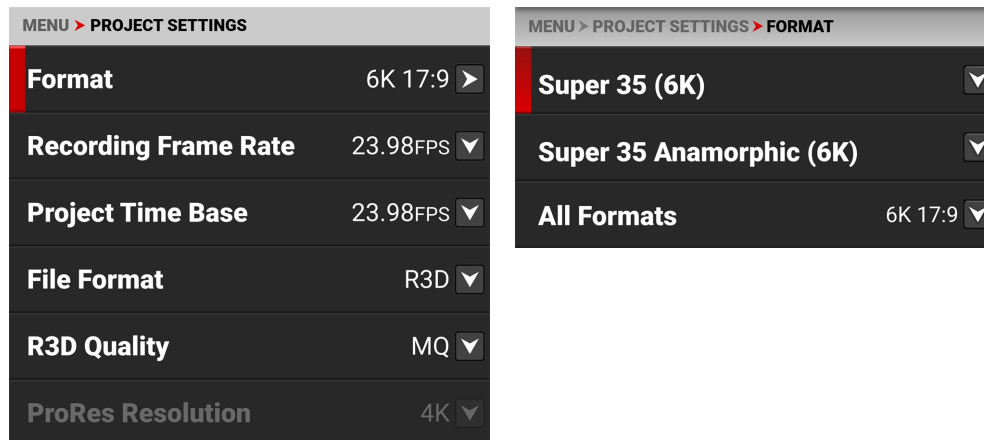 MENU > PROJECT SETTINGS
Format 6K 17:9
Recording Frame Rate 23.98FPS
Project Time Base 23.98FPS
File Format R3D
R3D Quality MQ
ProRes Resolution 4K
MENU > PROJECT SETTINGS > FORMAT
Super 35 (6K)
Super 35 Anamorphic (6K)
All Formats 6K 17:9